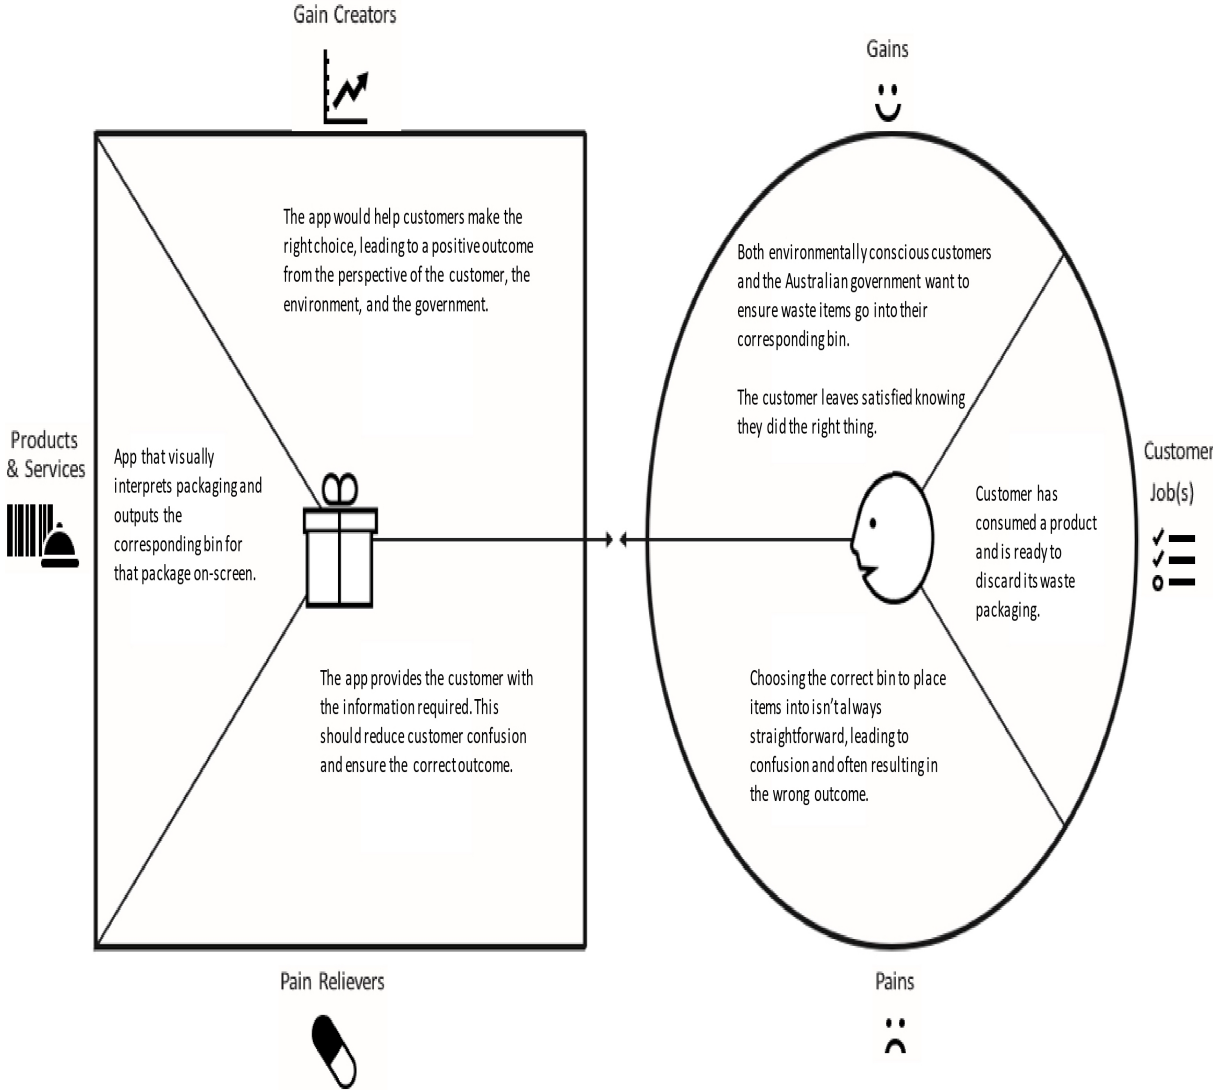 Gain Creators
Gains
The app would help customers make the
right choice, leading to a positive outcome
from the perspective of the customer, the
environment, and the government.
Both environmentally conscious customers
and the Australian government want to
ensure waste items go into their
corresponding bin.
The customer leaves satisfied knowing
they did the right thing.
Products
& Services
App that visually
interprets packaging and
outputs the
corresponding bin for
that package on-screen.
Customer
Job(s)
Customer has
consumed a product
and is ready to
discard its waste
packaging.
The app provides the customer with
the information required. This
should reduce customer confusion
and ensure the correct outcome.
Choosing the correct bin to place
items into isn't always
straightforward, leading to
confusion and often resulting in
the wrong outcome.
Pain Relievers
Pains